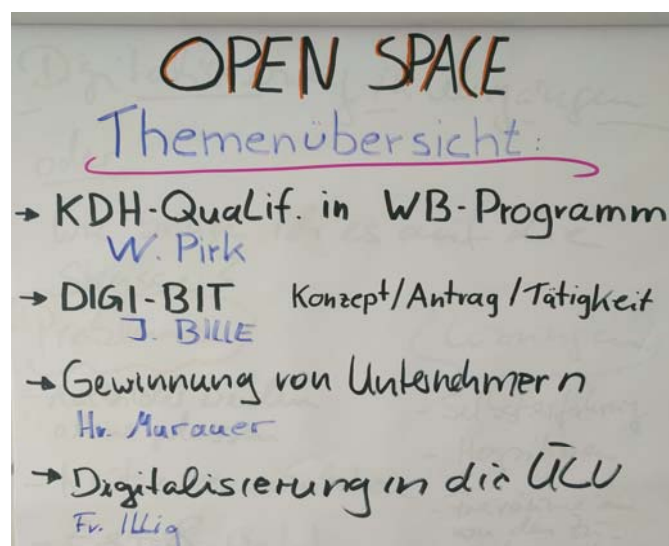 OPEN SPACE
Themenübersicht:
→ KDH-Qualif. in WB-Programm
W. Pirk
→ DIGI-BIT Konzept/Antrag/Tätigkeit
J. BILLE
→ Gewinnung von Unternehmern
Hr. Murauer
→ Digitalisierung in die ÜLU
Fr. Illig